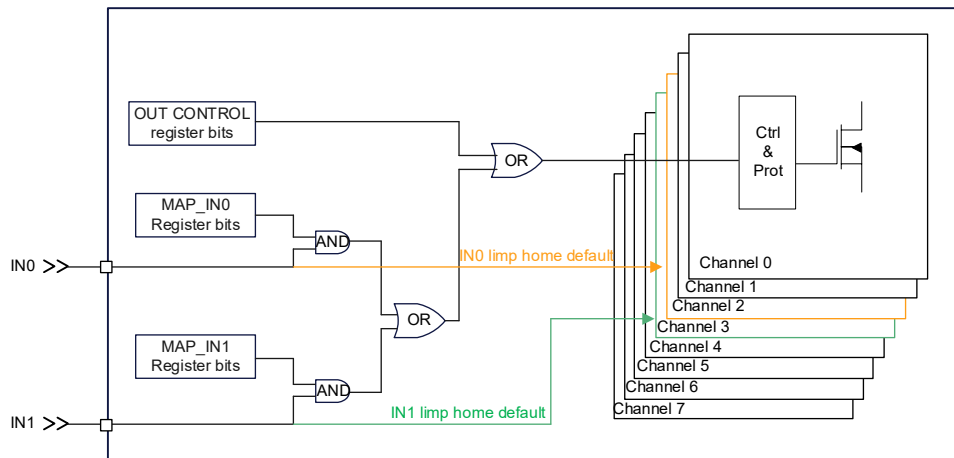 OUT CONTROL
register bits
OR
Ctrl
&
Prot
MAP_IN0
Register bits
AND
IN0
IN0 limp home default
Channel 0
Channel 1
Channel 2
OR
Channel 3
MAP_IN1
Register bits
Channel 4
Channel 5
AND
Channel 6
IN1 limp home default
Channel 7
IN1